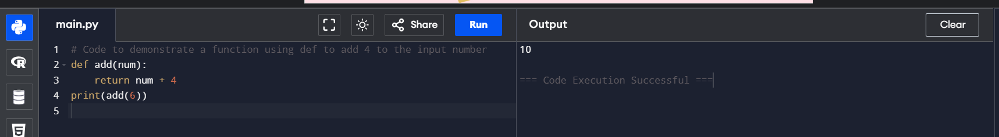 main.py
Share
Run
Output
Clear
1 # Code to demonstrate a function using def to add 4 to the input number
2 def add(num):
3     return num + 4
4 print(add(6))
5
10
=== Code Execution Successful ===